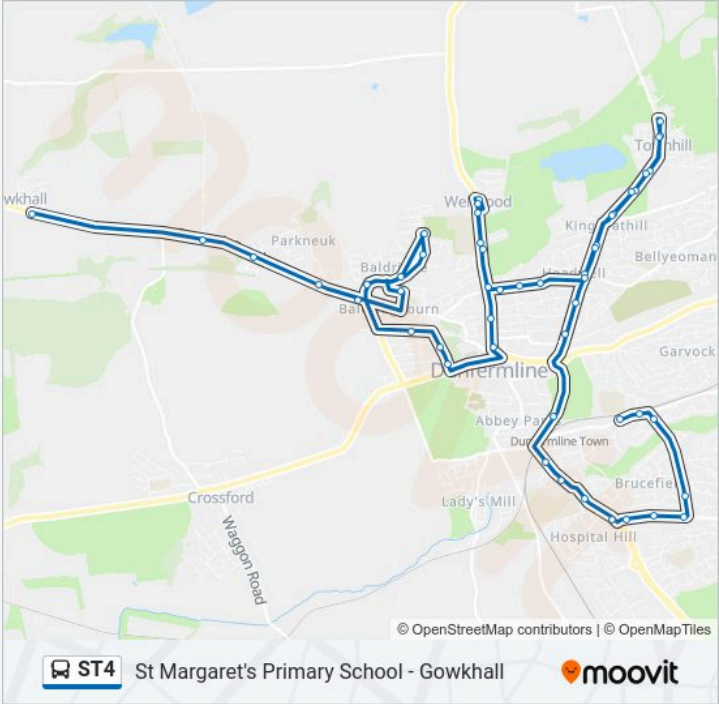 Townhill
wkhall
Wellwood
Kingseathill
Parkneuk
Bellyeoman
Baldridge
Headwell
Baldridgeburn
Garvock
Dunfermline
Abbey Park
Dunfermline Town
Crossford
Lady's Mill
Brucefield
Waggon Road
Hospital Hill
© OpenStreetMap contributors | © OpenMapTiles
ST4 St Margaret's Primary School - Gowkhall moovit